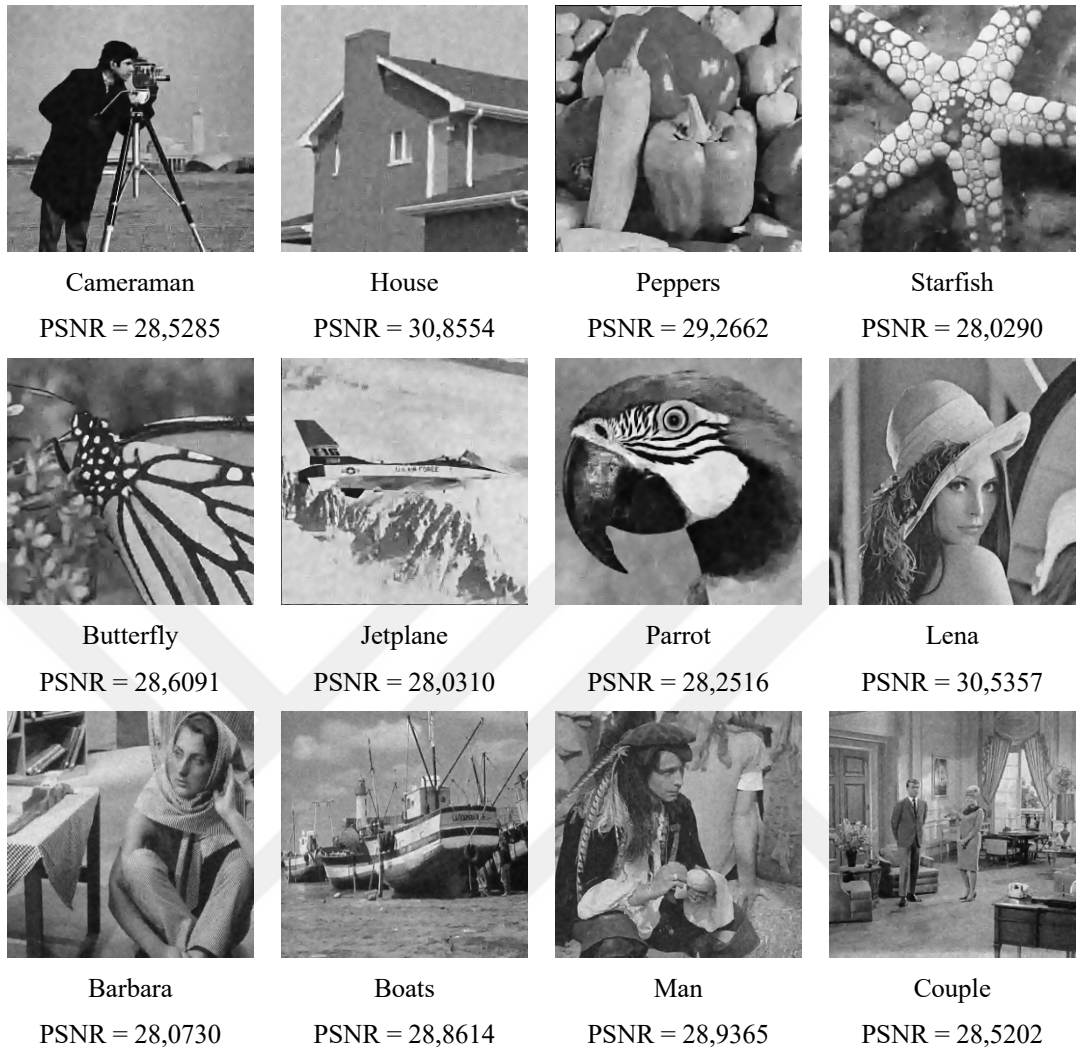 Cameraman House Peppers Starfish
PSNR = 28,5285 PSNR = 30,8554 PSNR = 29,2662 PSNR = 28,0290
U.S. AIR FORCE
Butterfly Jetplane Parrot Lena
PSNR = 28,6091 PSNR = 28,0310 PSNR = 28,2516 PSNR = 30,5357
Barbara Boats Man Couple
PSNR = 28,0730 PSNR = 28,8614 PSNR = 28,9365 PSNR = 28,5202